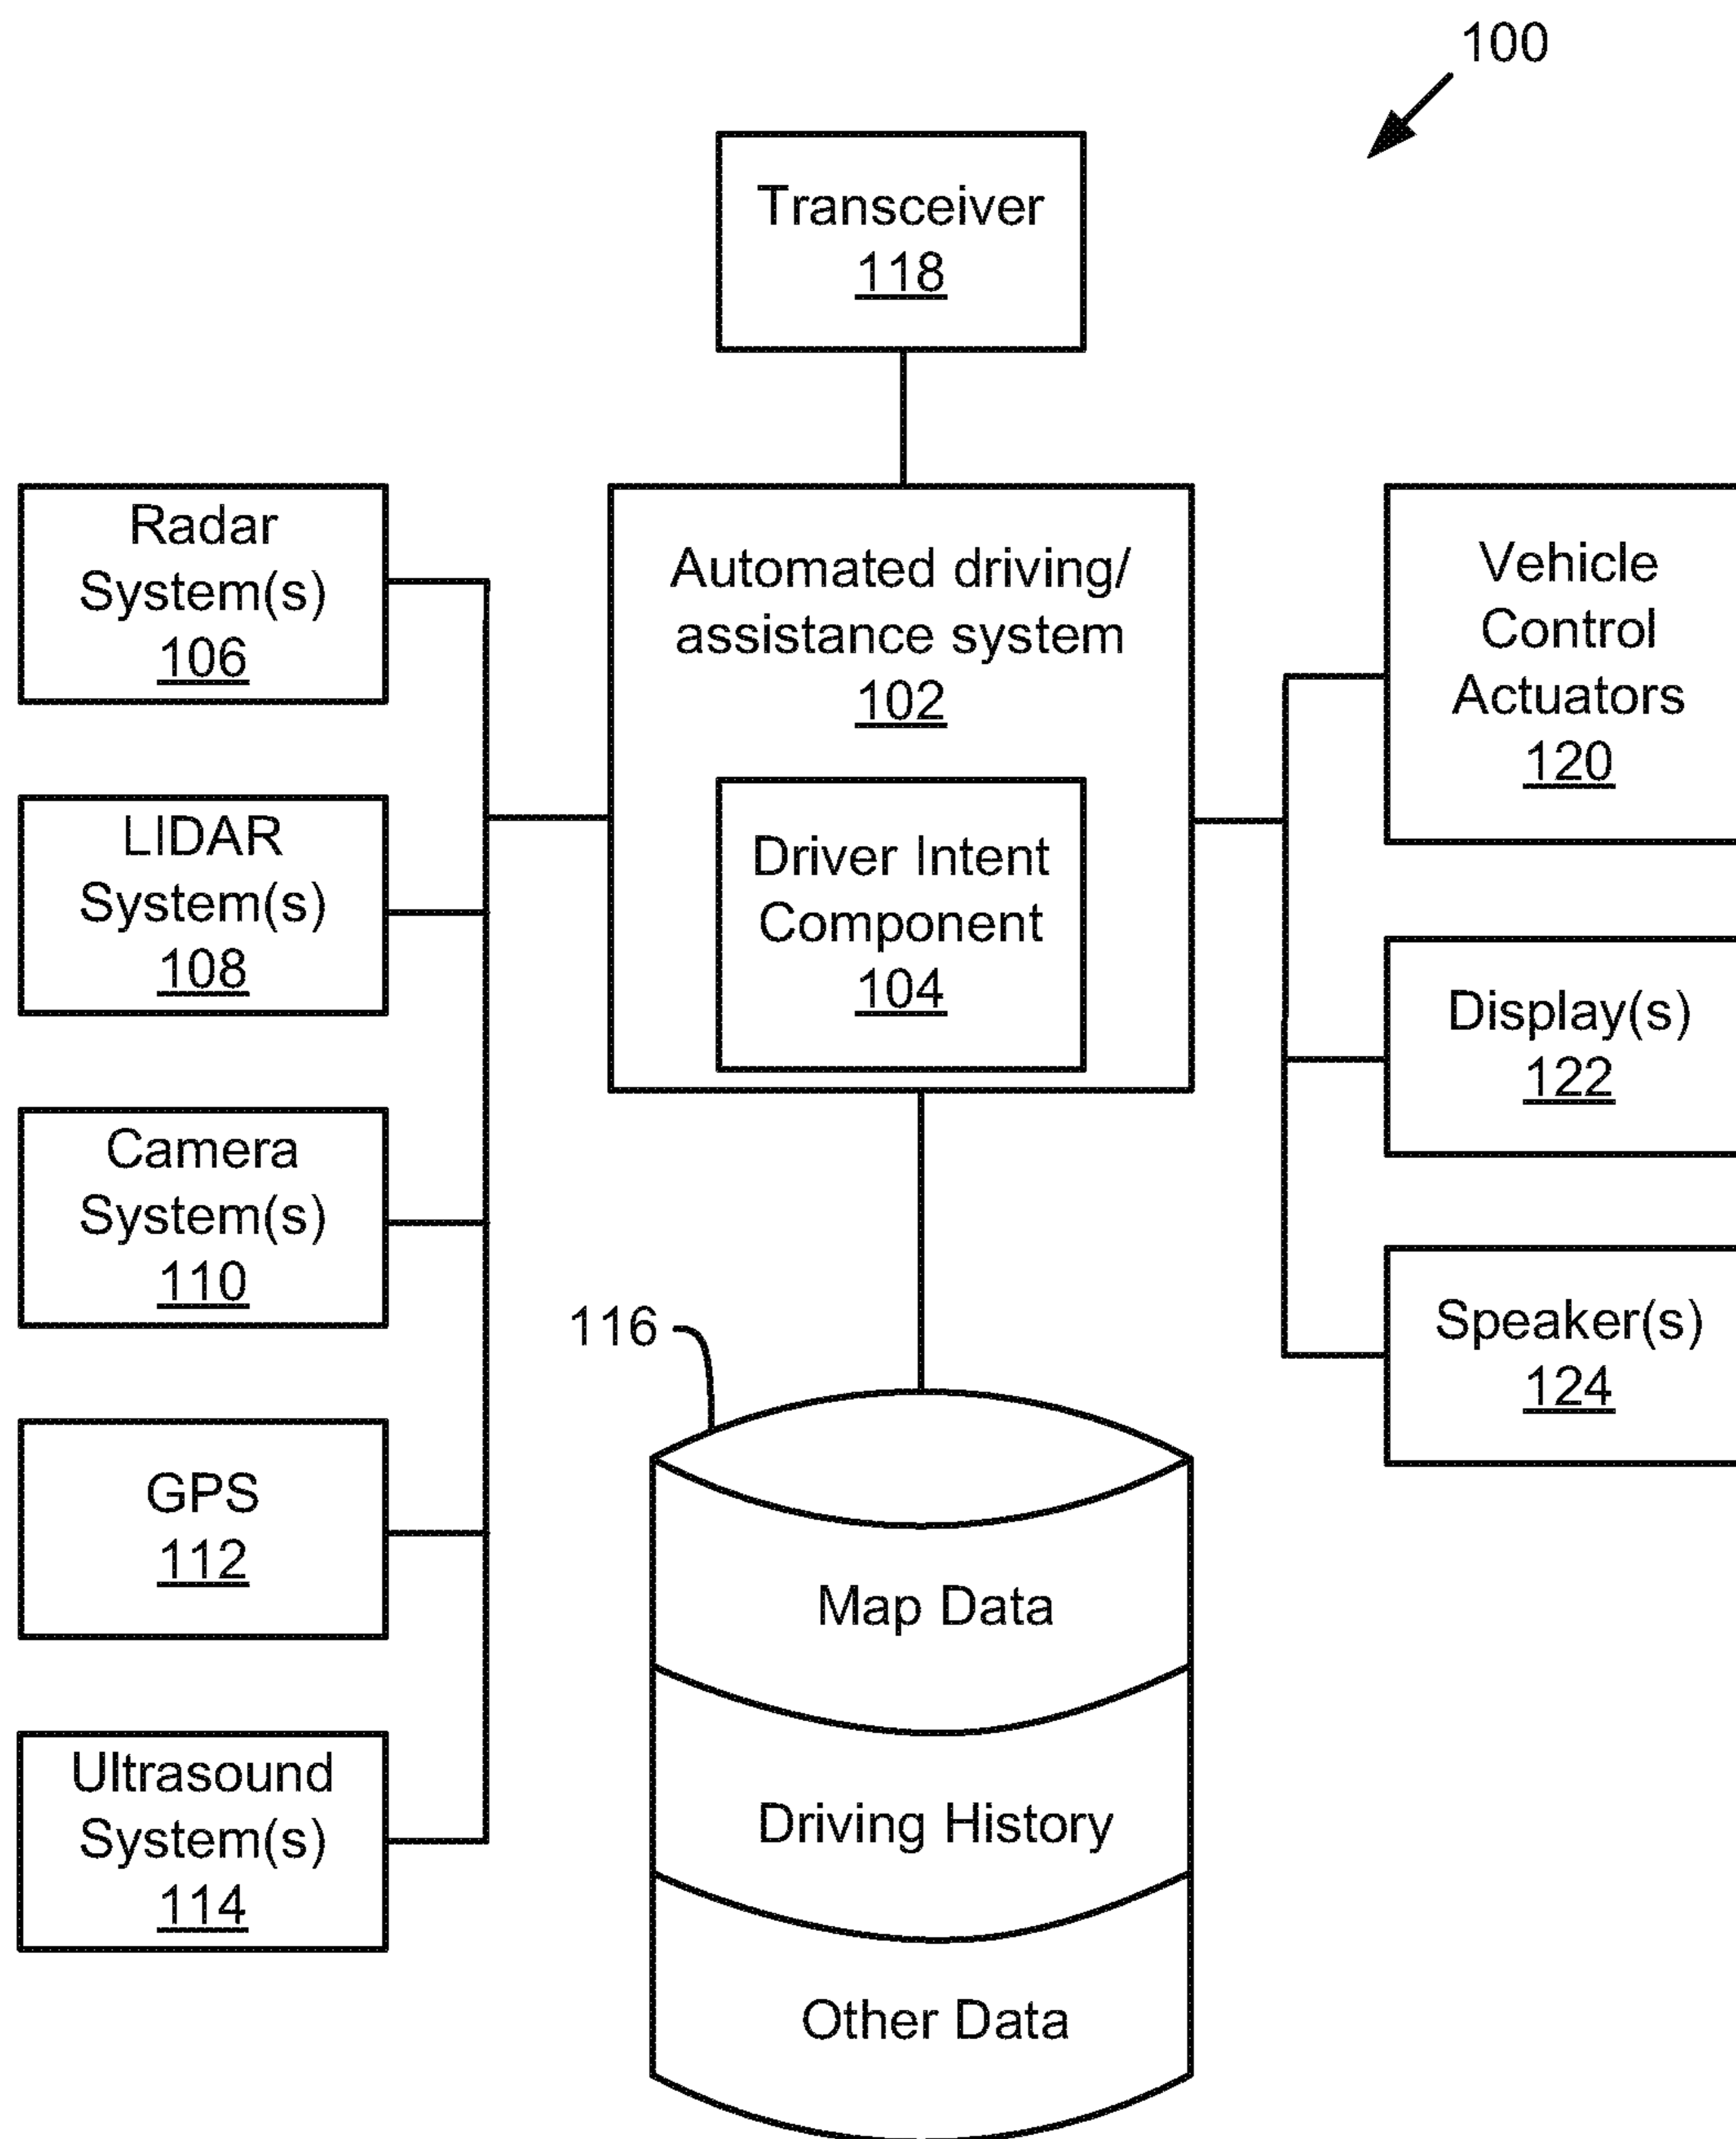 100
Transceiver
118
Radar
System(s)
106
LIDAR
System(s)
108
Camera
System(s)
110
GPS
112
Ultrasound
System(s)
114
Automated driving/
assistance system
102
Driver Intent
Component
104
116
Map Data
Driving History
Other Data
Vehicle
Control
Actuators
120
Display(s)
122
Speaker(s)
124